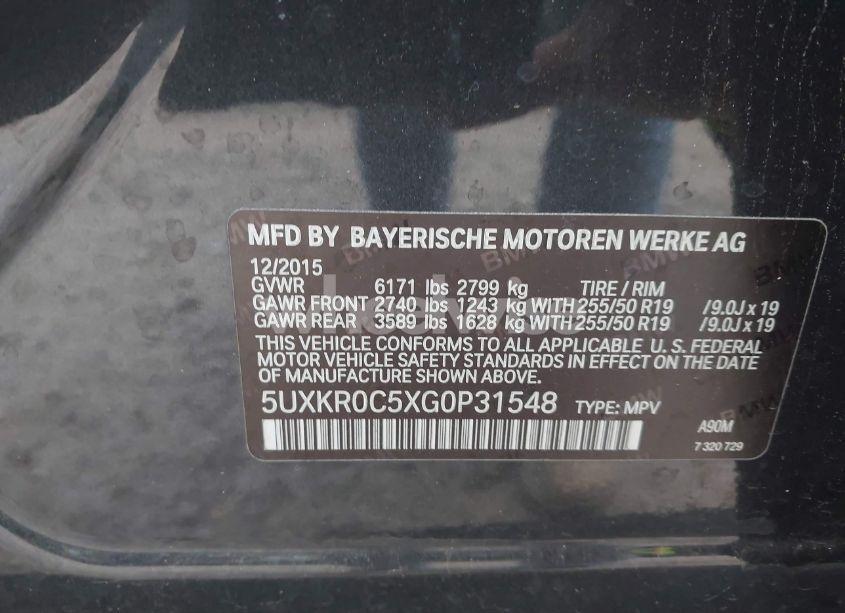 MFD BY BAYERISCHE MOTOREN WERKE AG
12/2015
GVWR 6171 lbs 2799 kg TIRE / RIM
GAWR FRONT 2740 lbs 1243 kg WITH 255/50 R19 /9.0J x 19
GAWR REAR 3589 lbs 1628 kg WITH 255/50 R19 /9.0J x 19
THIS VEHICLE CONFORMS TO ALL APPLICABLE U.S. FEDERAL
MOTOR VEHICLE SAFETY STANDARDS IN EFFECT ON THE DATE
OF MANUFACTURE SHOWN ABOVE.
5UXKR0C5XG0P31548 TYPE: MPV
A90M
7 320 729